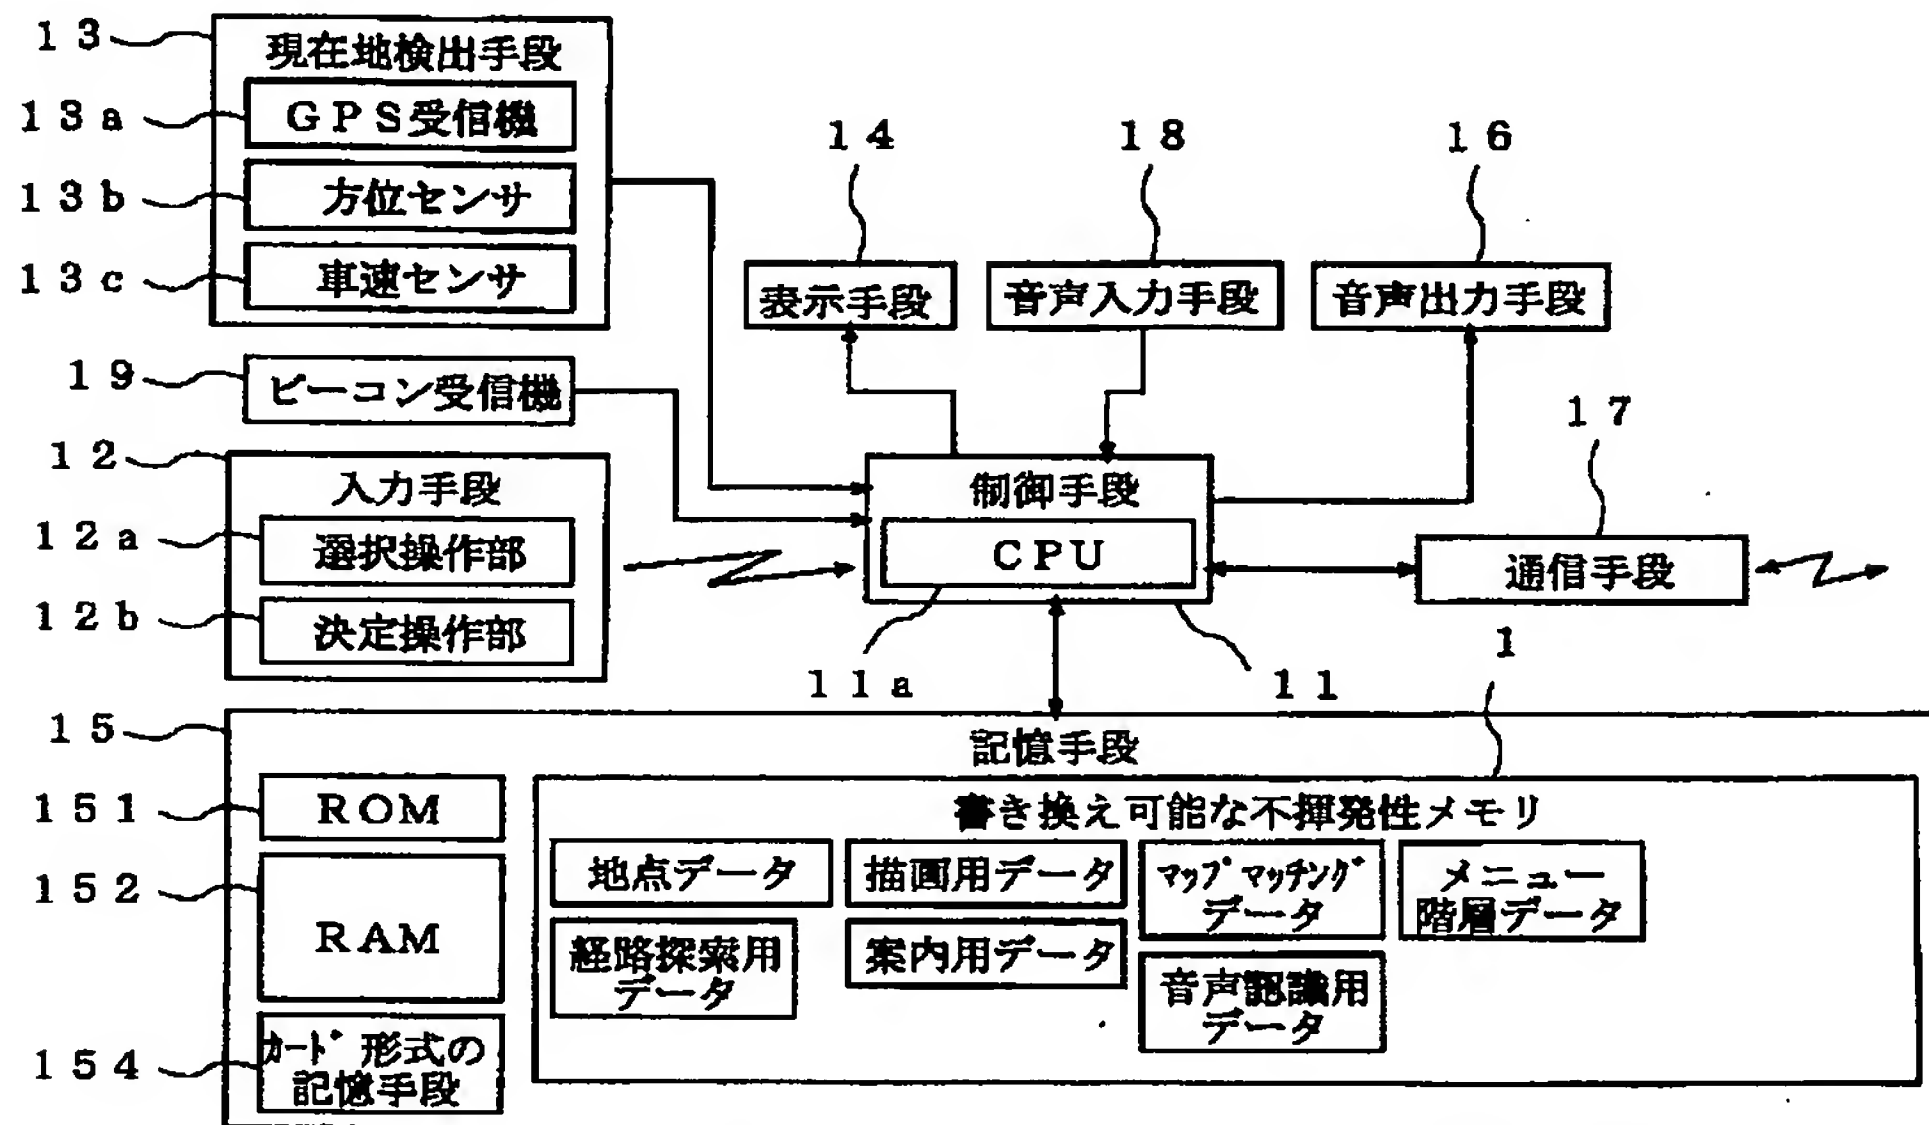 13
現在地検出手段
13a
GPS受信機
13b
方位センサ
13c
車速センサ
14
18
16
表示手段
音声入力手段
音声出力手段
19
ビーコン受信機
17
12
入力手段
12a
選択操作部
12b
決定操作部
制御手段
CPU
通信手段
11a
11
1
15
記憶手段
151
ROM
152
RAM
154
カード形式の
記憶手段
書き換え可能な不揮発性メモリ
地点データ
描画用データ
マップマッチング
データ
メニュー
階層データ
経路探索用
データ
案内用データ
音声認識用
データ